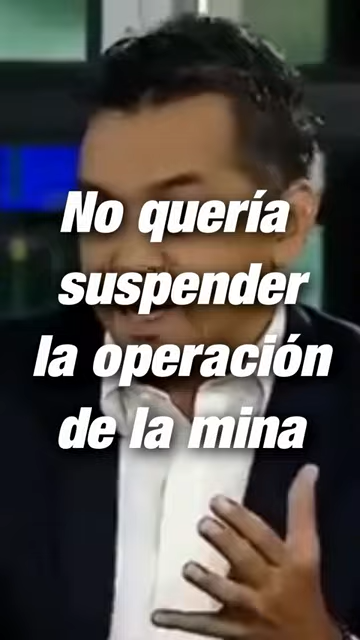 No quería
suspender
la operación
de la mina